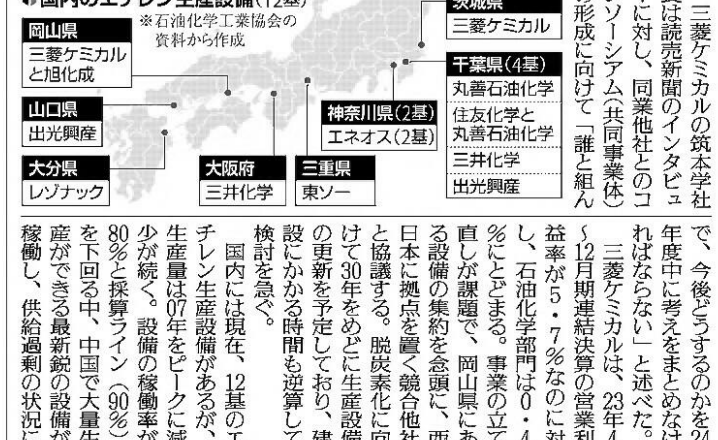 国内のエチレン生産設備(12基)
※石油化学工業協会の
資料から作成
茨城県
三菱ケミカル
岡山県
三菱ケミカル
と旭化成
千葉県(4基)
丸善石油化学
住友化学と
丸善石油化学
三井化学
出光興産
山口県
出光興産
神奈川県(2基)
エネオス(2基)
大分県
レゾナック
大阪府
三井化学
三重県
東ソー
三菱ケミカルの筑本学社
は読売新聞のインタビュ
に対し、同業他社とのコ
ソーシアム(共同事業体)
の形成に向けて「誰と組ん
で、今後どうするのかを24
年度中に考えをまとめなけ
ればならない」と述べた。
三菱ケミカルは、23年4
〜12月期連結決算の営業利
益率が5・7%なのに対
し、石油化学部門は0・4
%にとどまる。事業の立て
直しが課題で、岡山県にあ
る設備の集約を念頭に、西
日本に拠点を置く競合他社
と協議する。脱炭素化に向
けて30年をめどに生産設備
の更新を予定しており、建
設にかかる時間も逆算して
検討を急ぐ。
国内には現在、12基のエ
チレン生産設備があるが、
生産量は07年をピークに減
少が続く。設備の稼働率が
80%と採算ライン(90%)
を下回る中、中国で大量生
産ができる最新鋭の設備が
稼働し、供給過剰の状況に